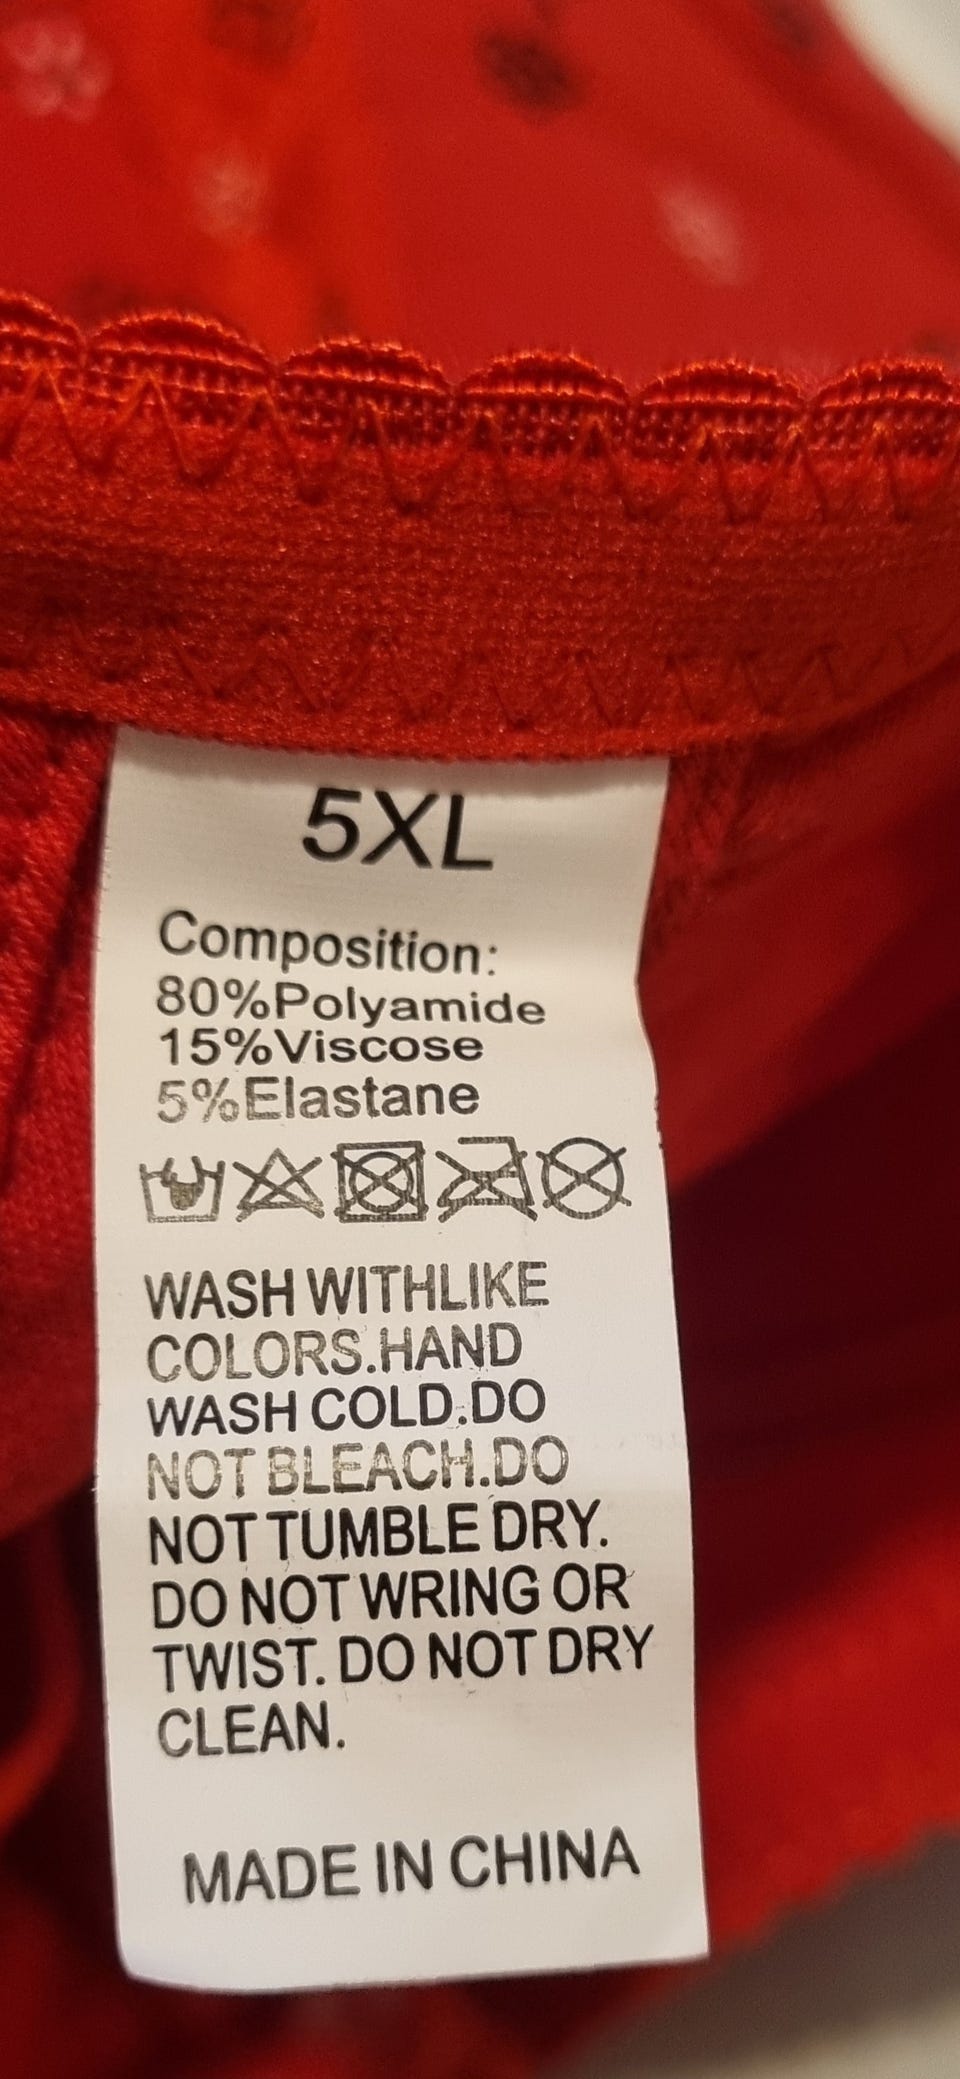 5XL
Composition:
80%Polyamide
15%Viscose
5%Elastane
WASH WITHLIKE
COLORS.HAND
WASH COLD.DO
NOT BLEACH.DO
NOT TUMBLE DRY.
DO NOT WRING OR
TWIST. DO NOT DRY
CLEAN.
MADE IN CHINA